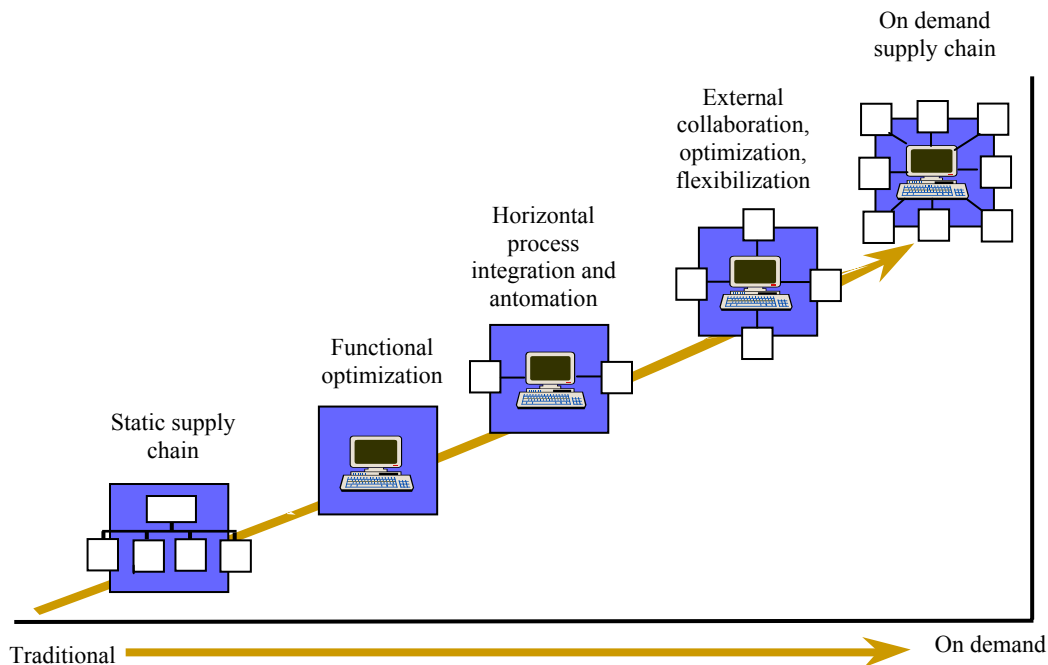 On demand
supply chain
External
collaboration,
optimization,
flexibilization
Horizontal
process
integration and
antomation
Functional
optimization
Static supply
chain
Traditional
On demand